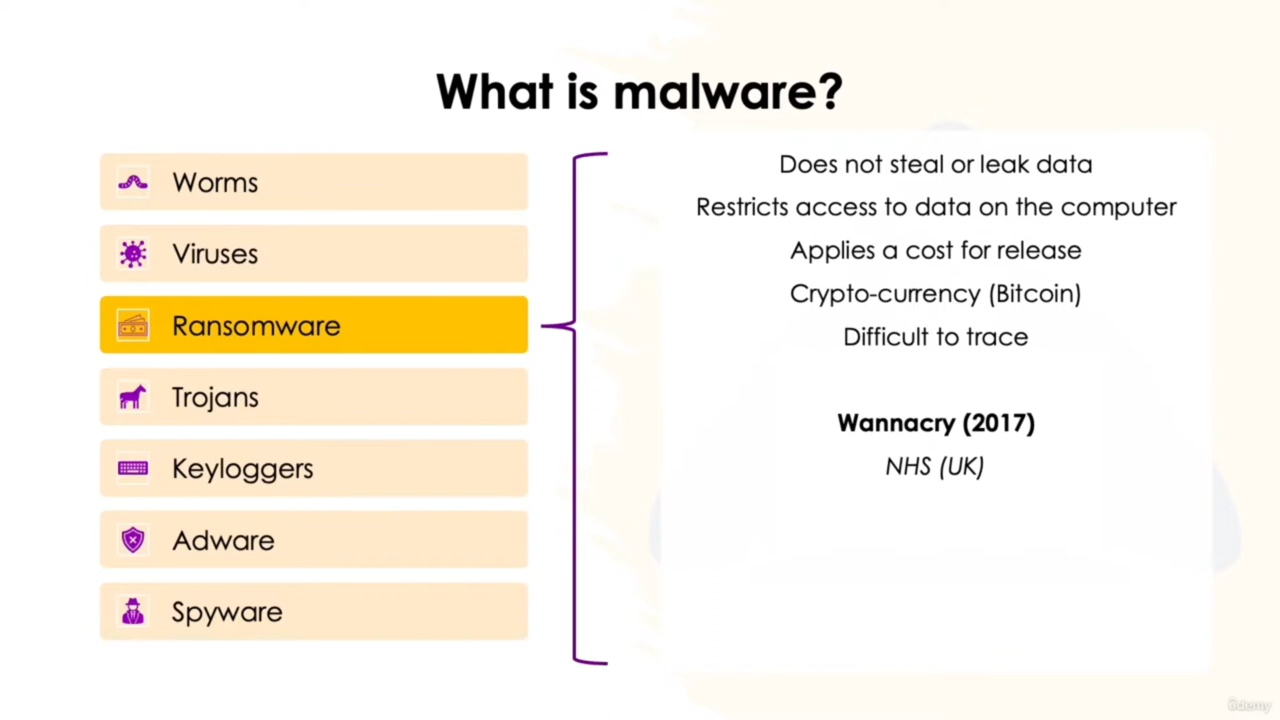 What is malware?
Worms
Viruses
Ransomware
Trojans
Keyloggers
Adware
Spyware
Does not steal or leak data
Restricts access to data on the computer
Applies a cost for release
Crypto-currency (Bitcoin)
Difficult to trace
Wannacry (2017)
NHS (UK)
ûdemy